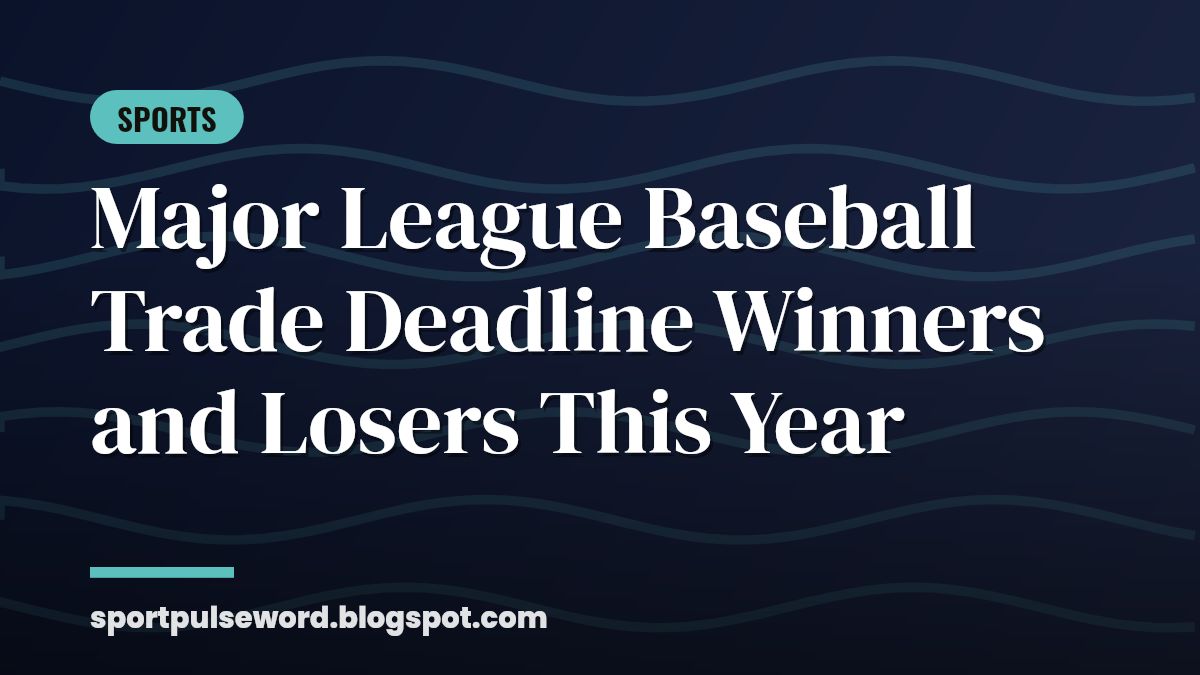 SPORTS
Major League Baseball
Trade Deadline Winners
and Losers This Year
sportpulseword.blogspot.com